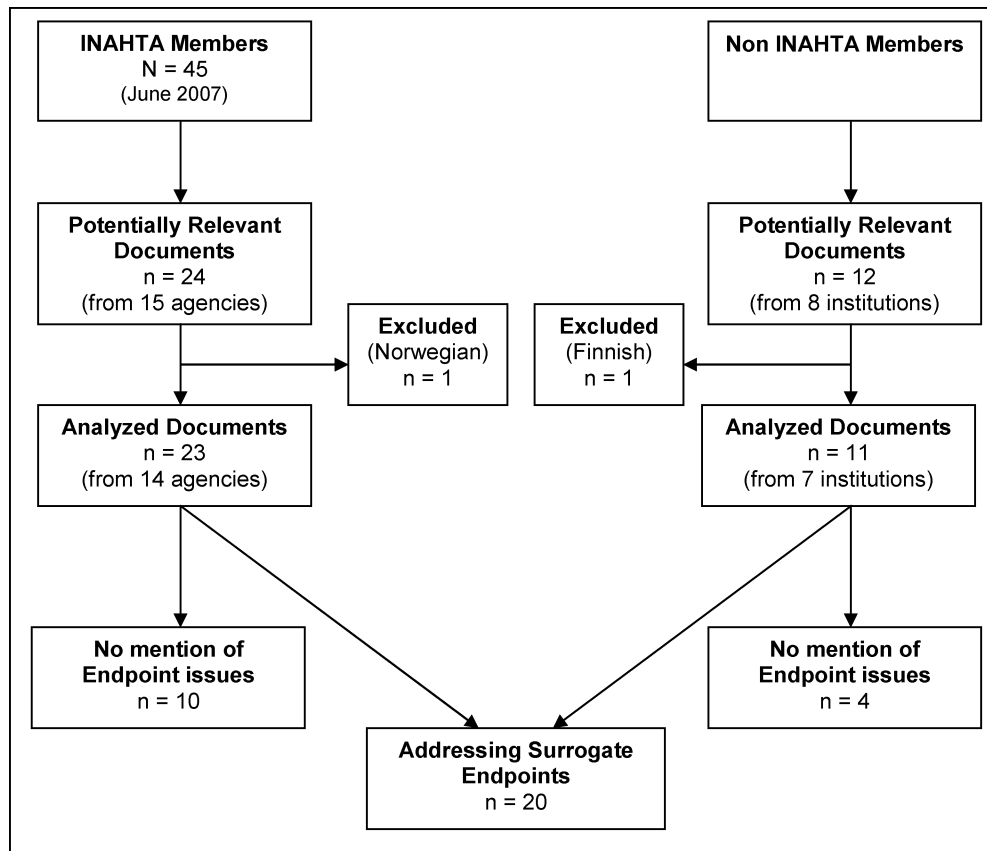 INAHTA Members
N = 45
(June 2007)
Non INAHTA Members
Potentially Relevant
Documents
n = 24
(from 15 agencies)
Potentially Relevant
Documents
n = 12
(from 8 institutions)
Excluded
(Norwegian)
n = 1
Excluded
(Finnish)
n = 1
Analyzed Documents
n = 23
(from 14 agencies)
Analyzed Documents
n = 11
(from 7 institutions)
No mention of
Endpoint issues
n = 10
No mention of
Endpoint issues
n = 4
Addressing Surrogate
Endpoints
n = 20